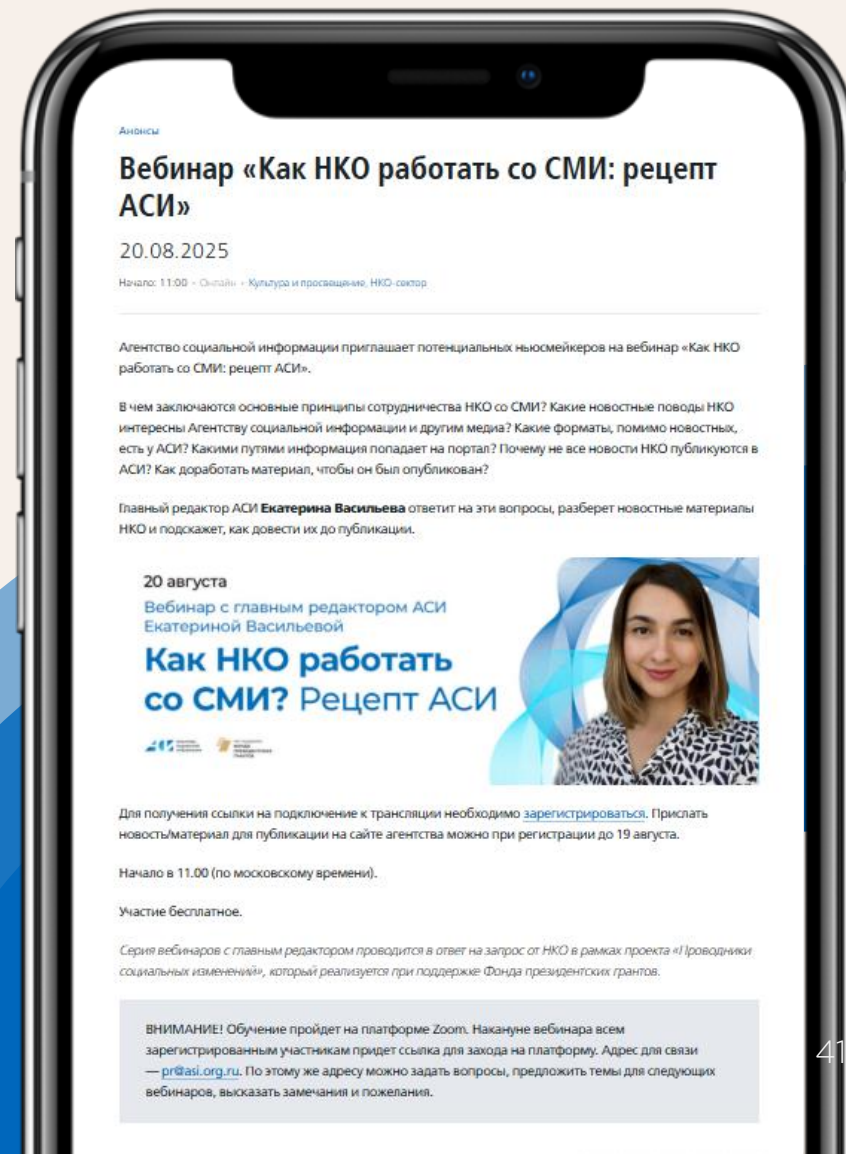 Анонсы
Вебинар «Как НКО работать со СМИ: рецепт
АСИ»
20.08.2025
Начало: 11:00 • Онлайн • Культура и просвещение, НКО-сектор
Агентство социальной информации приглашает потенциальных ньюсмейкеров на вебинар «Как НКО
работать со СМИ: рецепт АСИ».
В чем заключаются основные принципы сотрудничества НКО со СМИ? Какие новостные поводы НКО
интересны Агентству социальной информации и другим медиа? Какие форматы, помимо новостных,
есть у АСИ? Какими путями информация попадает на портал? Почему не все новости НКО публикуются в
АСИ? Как доработать материал, чтобы он был опубликован?
Главный редактор АСИ Екатерина Васильева ответит на эти вопросы, разберет новостные материалы
НКО и подскажет, как довести их до публикации.
20 августа
Вебинар с главным редактором АСИ
Екатериной Васильевой
Как НКО работать
со СМИ? Рецепт АСИ
Для получения ссылки на подключение к трансляции необходимо зарегистрироваться. Прислать
новость/материал для публикации на сайте агентства можно при регистрации до 19 августа.
Начало в 11.00 (по московскому времени).
Участие бесплатное.
Серия вебинаров с главным редактором проводится в ответ на запрос от НКО в рамках проекта «Проводники
социальных изменений», который реализуется при поддержке Фонда президентских грантов.
ВНИМАНИЕ! Обучение пройдет на платформе Zoom. Накануне вебинара всем
зарегистрированным участникам придет ссылка для захода на платформу. Адрес для связи
— pr@asi.org.ru. По этому же адресу можно задать вопросы, предложить темы для следующих
вебинаров, высказать замечания и пожелания.
41